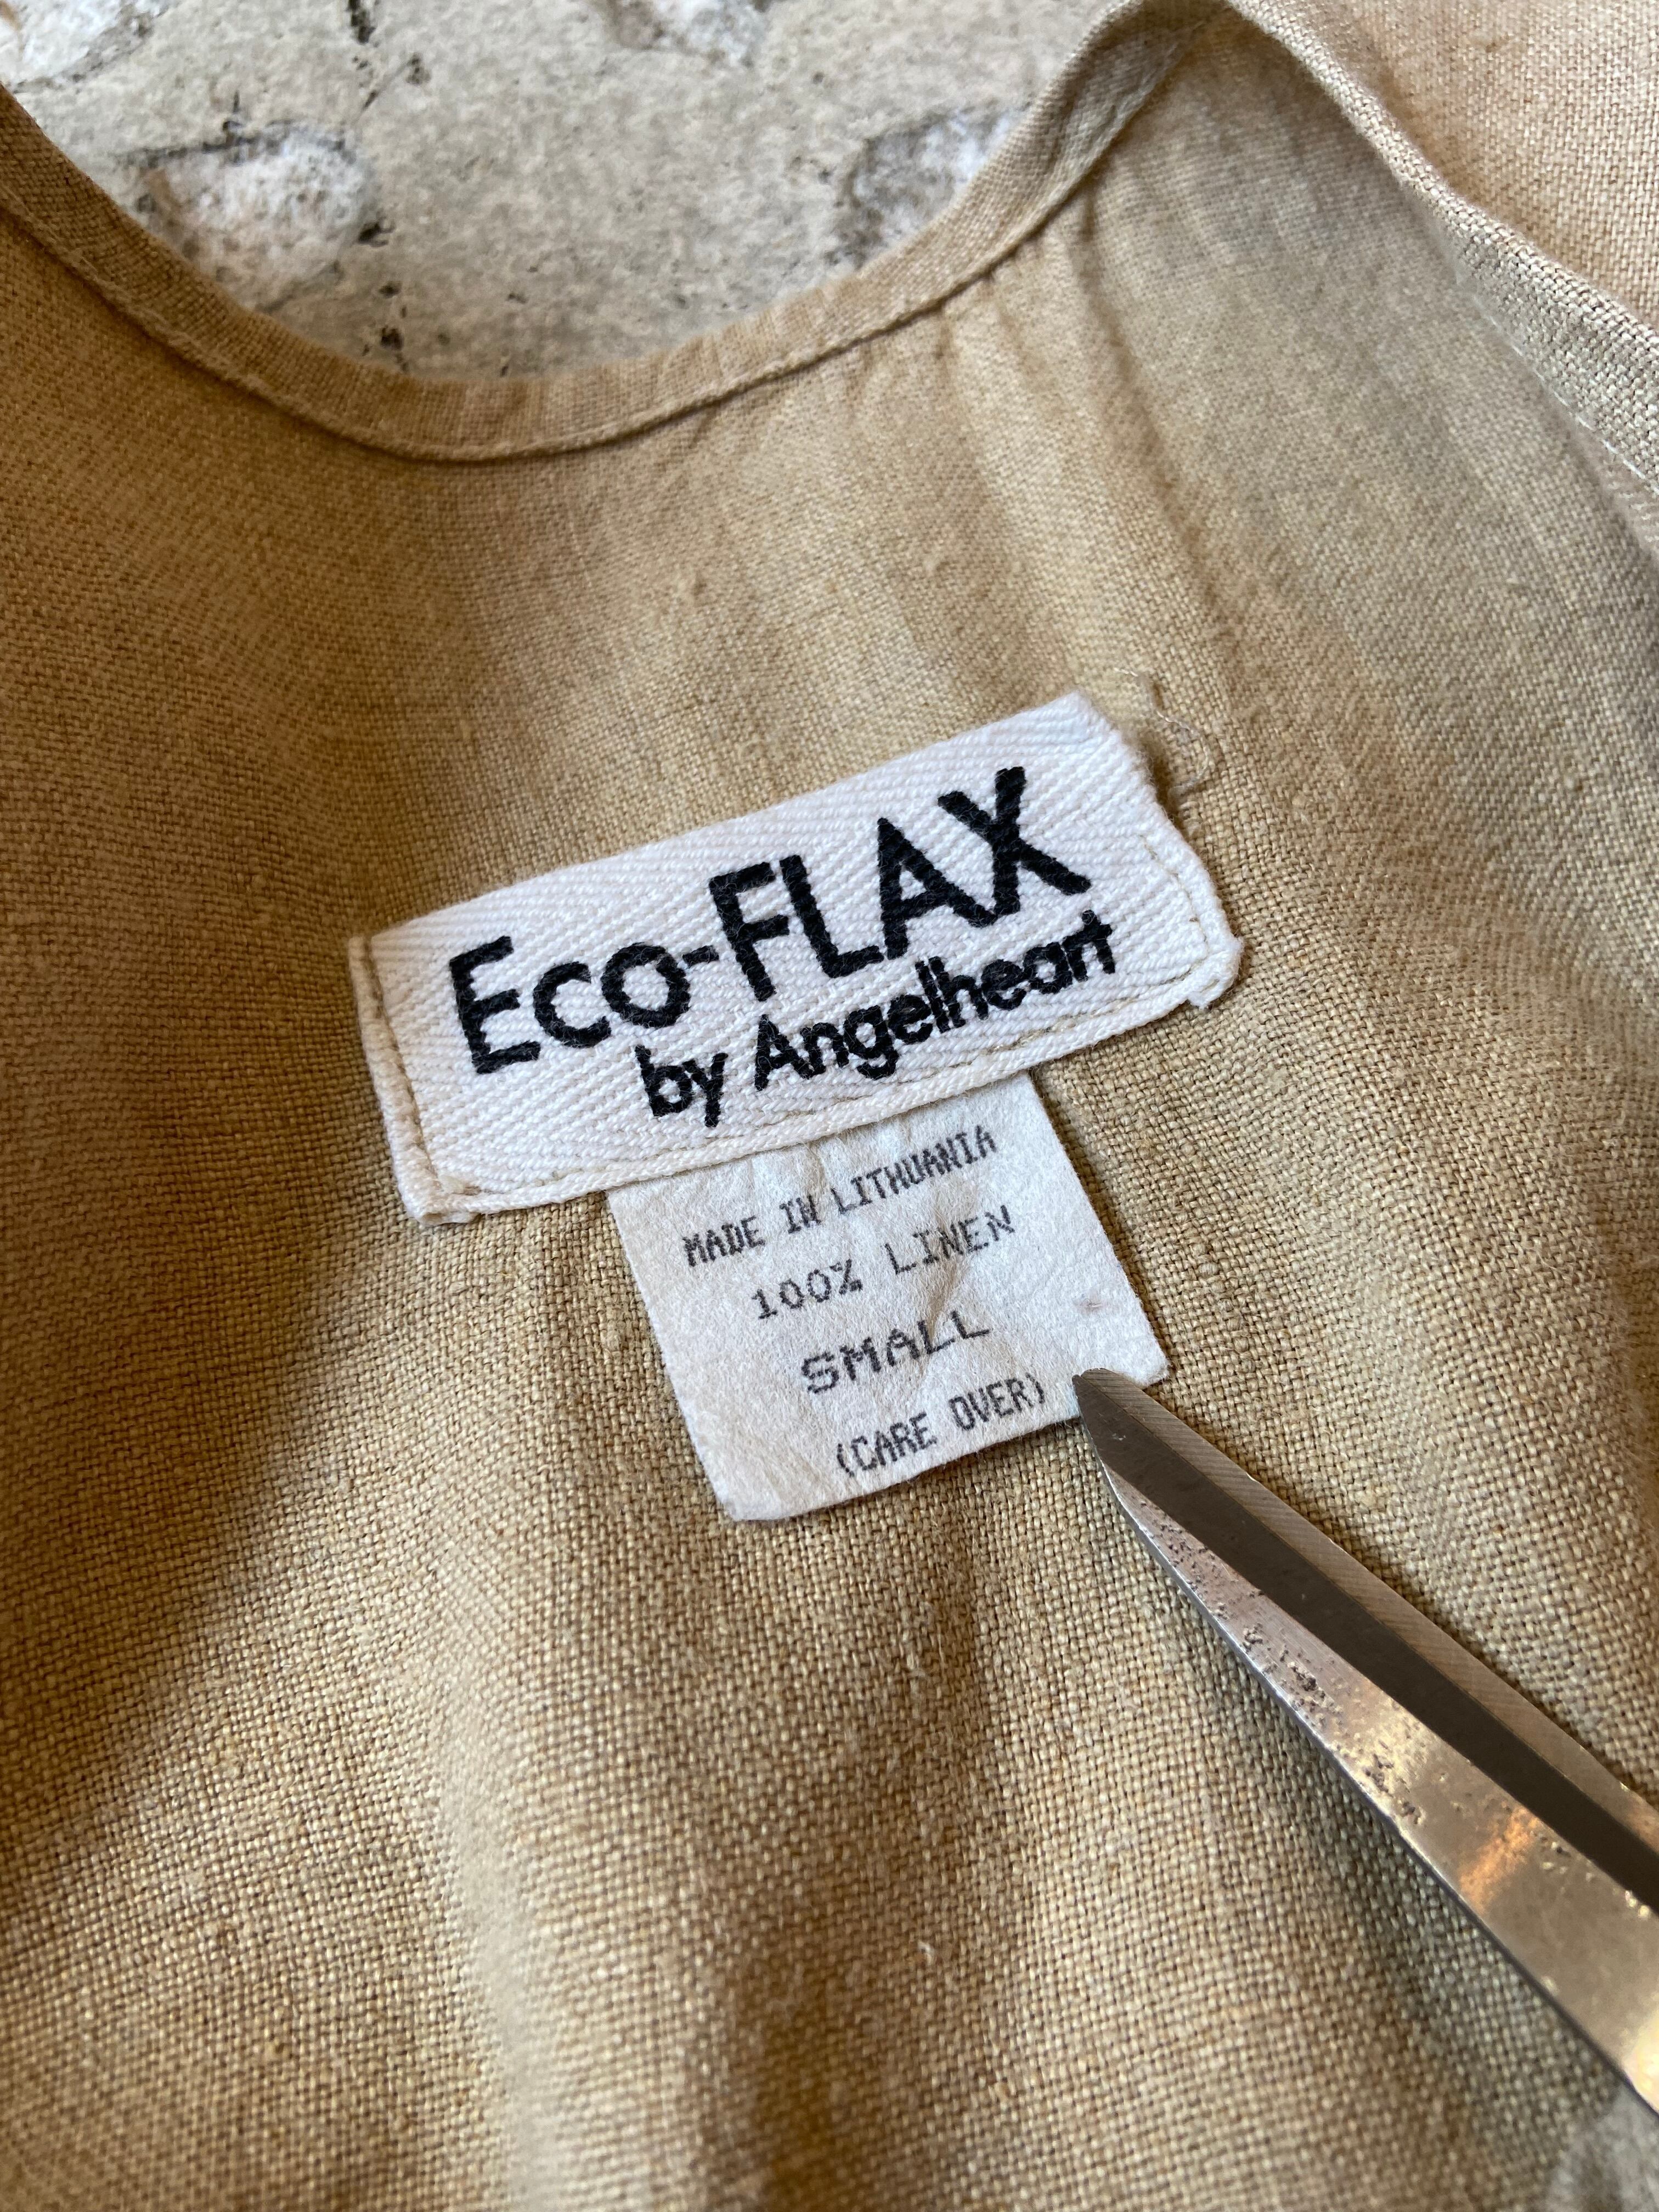 Eco-FLAX
by Angelheart
MADE IN LITHUANIA
100% LINEN
SMALL
(CARE OVER)